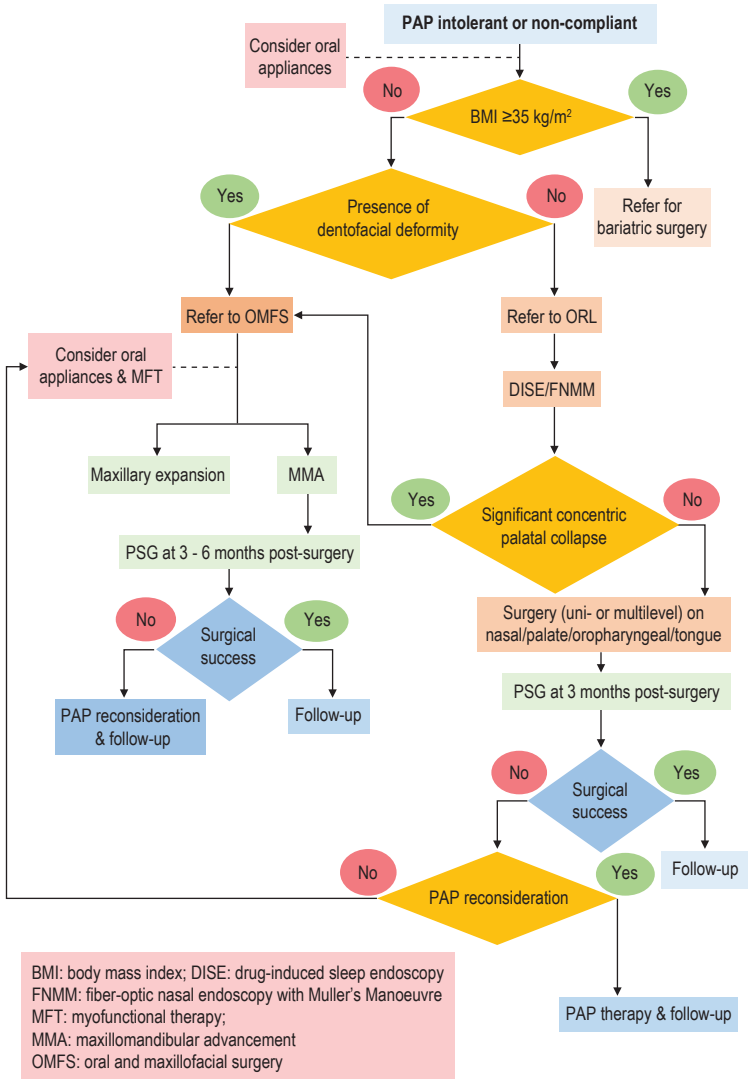 PAP intolerant or non-compliant
Consider oral
appliances
No
Yes
BMI ≥35 kg/m²
Yes
Presence of
dentofacial deformity
No
Refer for
bariatric surgery
Refer to OMFS
Refer to ORL
Consider oral
appliances & MFT
DISE/FNMM
Maxillary expansion
MMA
Yes
Significant concentric
palatal collapse
No
PSG at 3 - 6 months post-surgery
No
Surgical
success
Yes
Surgery (uni- or multilevel) on
nasal/palate/oropharyngeal/tongue
PSG at 3 months post-surgery
PAP reconsideration
& follow-up
Follow-up
No
Surgical
success
Yes
Follow-up
No
PAP reconsideration
Yes
PAP therapy & follow-up
BMI: body mass index; DISE: drug-induced sleep endoscopy
FNMM: fiber-optic nasal endoscopy with Muller's Manoeuvre
MFT: myofunctional therapy;
MMA: maxillomandibular advancement
OMFS: oral and maxillofacial surgery